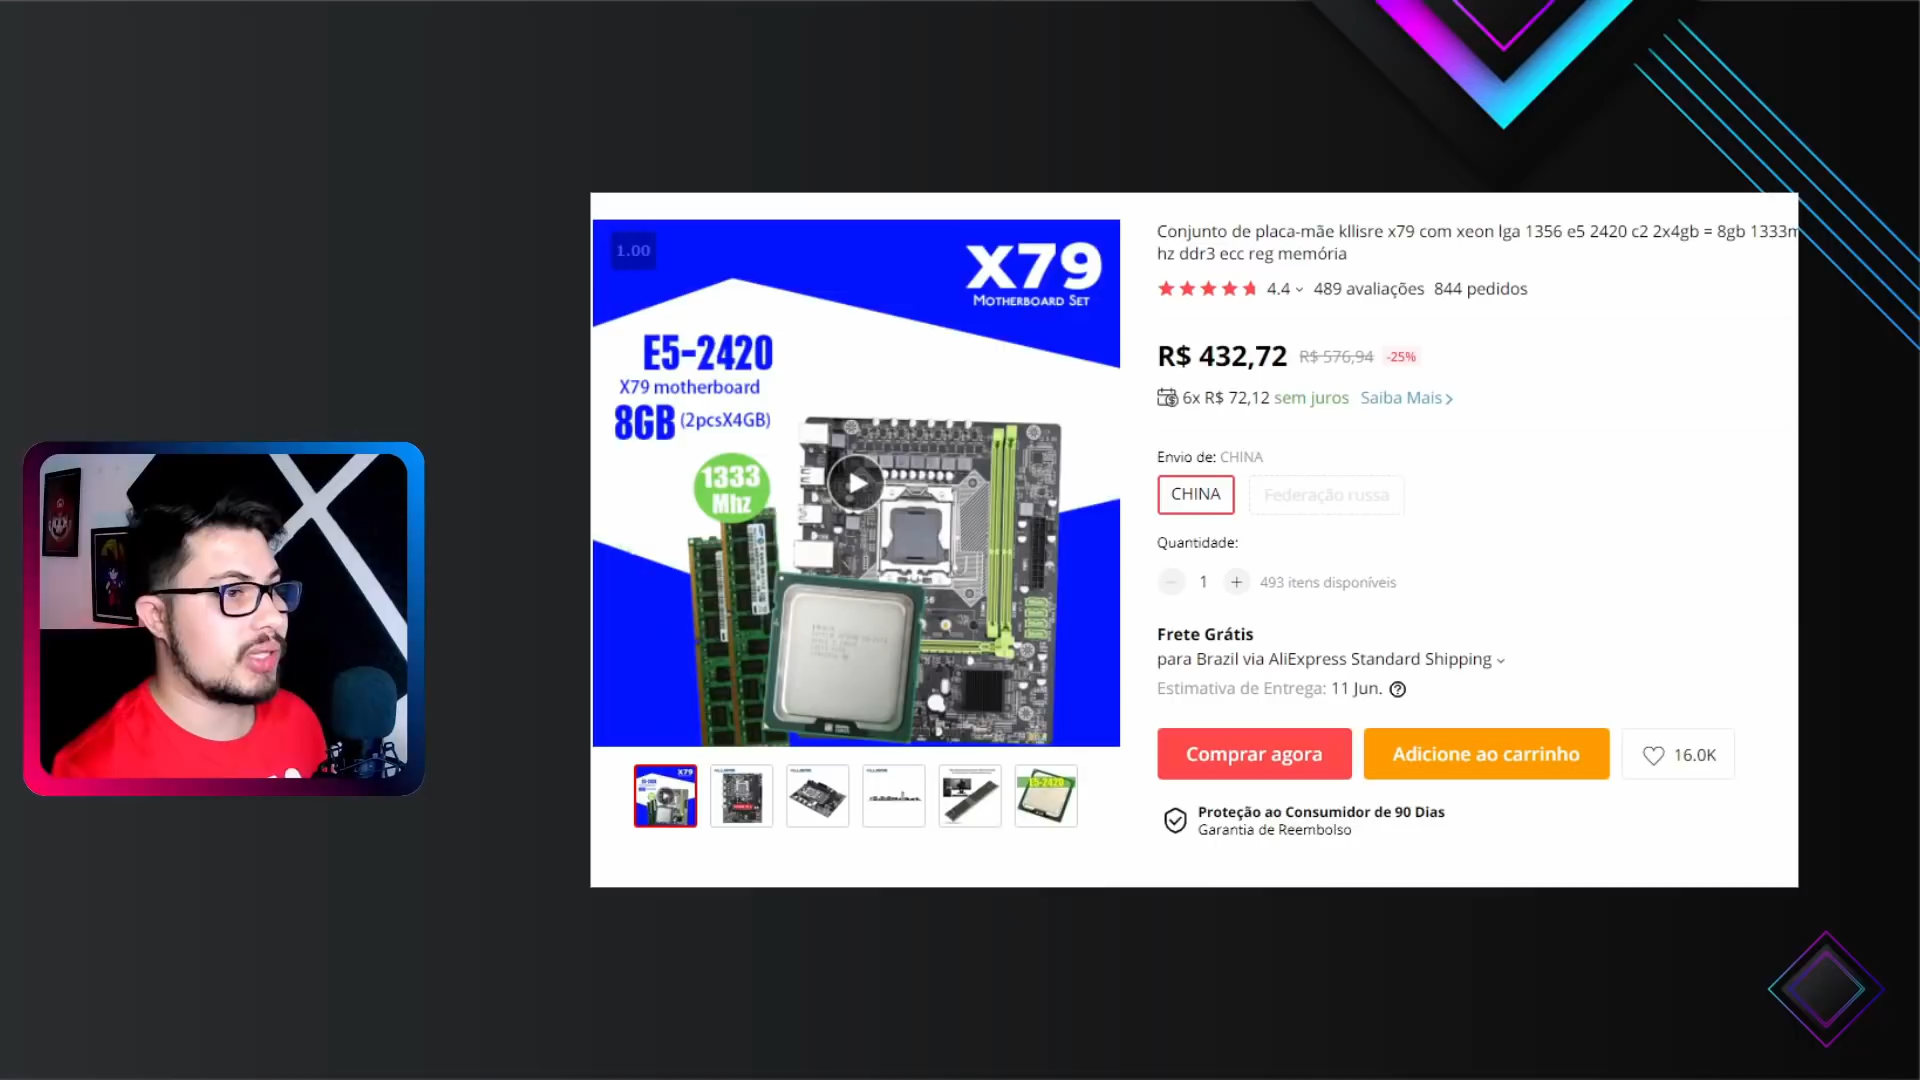 1.00
X79
MOTHERBOARD SET
E5-2420
X79 motherboard
8GB (2pcsX4GB)
1333
Mhz
Conjunto de placa-mãe kllisre x79 com xeon lga 1356 e5 2420 c2 2x4gb = 8gb 1333m
hz ddr3 ecc reg memória
4.4 489 avaliações 844 pedidos
R$ 432,72 R$ 576,94 -25%
6x R$ 72,12 sem juros Saiba Mais
Envio de: CHINA
CHINA Federação russa
Quantidade:
1 + 493 itens disponíveis
Frete Grátis
para Brazil via AliExpress Standard Shipping
Estimativa de Entrega: 11 Jun.
Comprar agora Adicione ao carrinho 16.0K
Proteção ao Consumidor de 90 Dias
Garantia de Reembolso